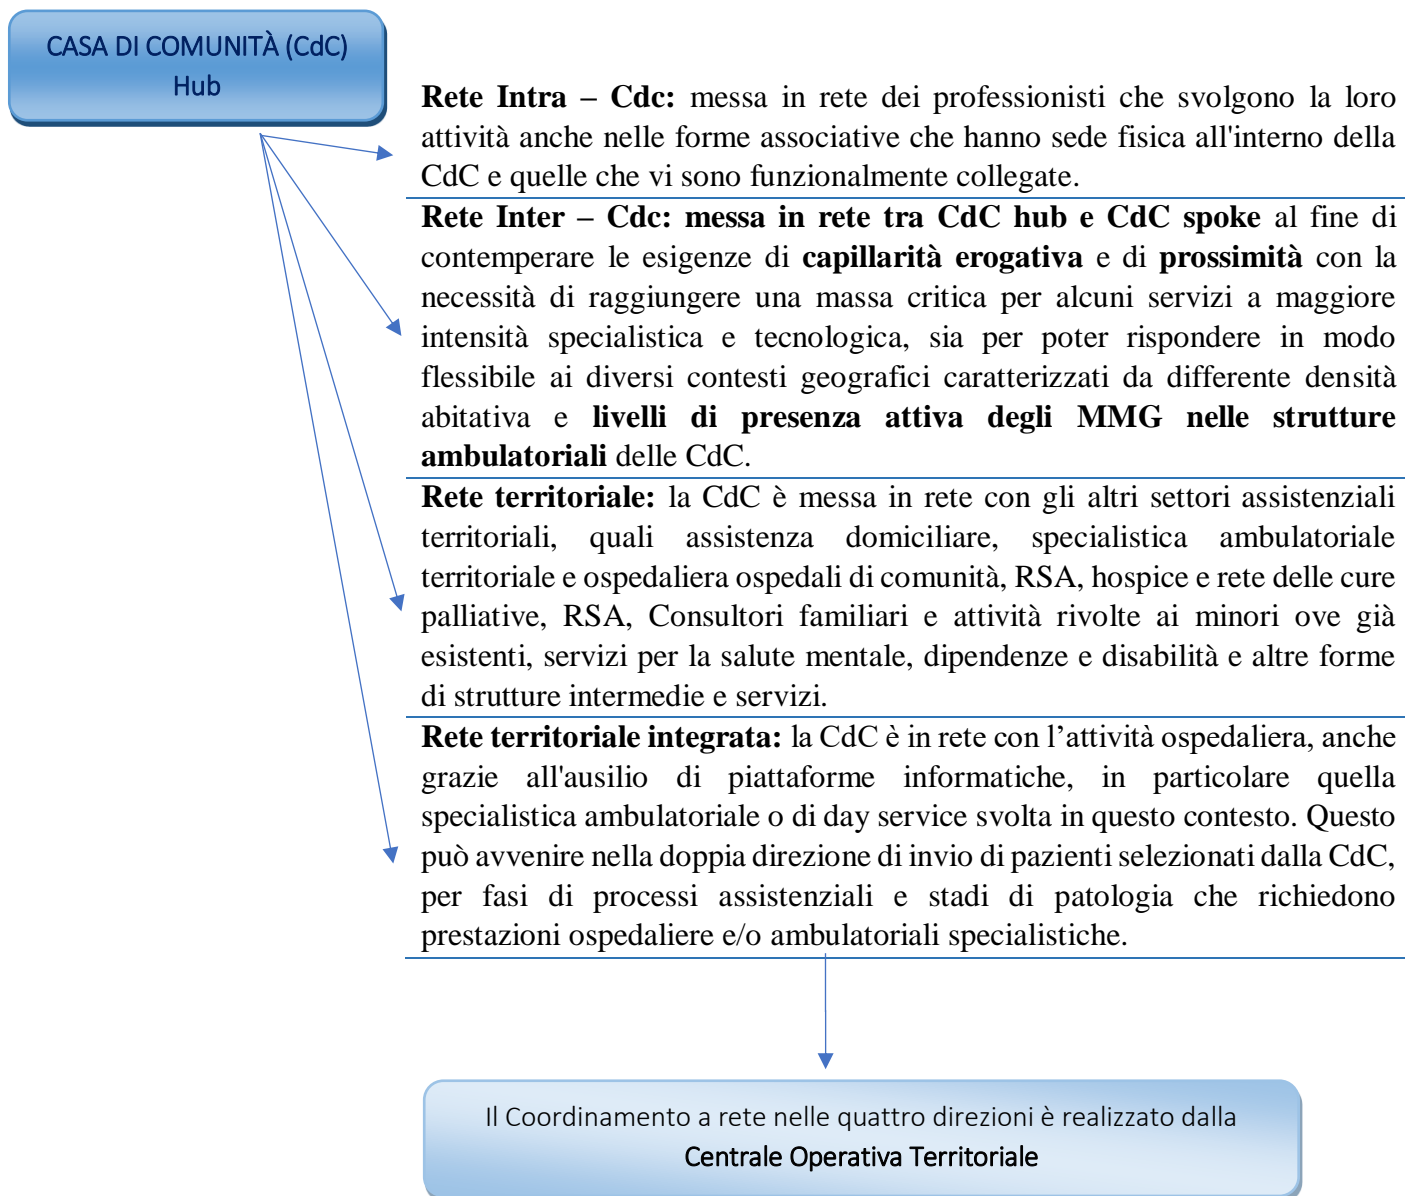 CASA DI COMUNITÀ (CdC)
Hub
Rete Intra – Cdc: messa in rete dei professionisti che svolgono la loro
attività anche nelle forme associative che hanno sede fisica all'interno della
CdC e quelle che vi sono funzionalmente collegate.
Rete Inter – Cdc: messa in rete tra CdC hub e CdC spoke al fine di
contemperare le esigenze di capillarità erogativa e di prossimità con la
necessità di raggiungere una massa critica per alcuni servizi a maggiore
intensità specialistica e tecnologica, sia per poter rispondere in modo
flessibile ai diversi contesti geografici caratterizzati da differente densità
abitativa e livelli di presenza attiva degli MMG nelle strutture
ambulatoriali delle CdC.
Rete territoriale: la CdC è messa in rete con gli altri settori assistenziali
territoriali, quali assistenza domiciliare, specialistica ambulatoriale
territoriale e ospedaliera ospedali di comunità, RSA, hospice e rete delle cure
palliative, RSA, Consultori familiari e attività rivolte ai minori ove già
esistenti, servizi per la salute mentale, dipendenze e disabilità e altre forme
di strutture intermedie e servizi.
Rete territoriale integrata: la CdC è in rete con l’attività ospedaliera, anche
grazie all'ausilio di piattaforme informatiche, in particolare quella
specialistica ambulatoriale o di day service svolta in questo contesto. Questo
può avvenire nella doppia direzione di invio di pazienti selezionati dalla CdC,
per fasi di processi assistenziali e stadi di patologia che richiedono
prestazioni ospedaliere e/o ambulatoriali specialistiche.
Il Coordinamento a rete nelle quattro direzioni è realizzato dalla
Centrale Operativa Territoriale